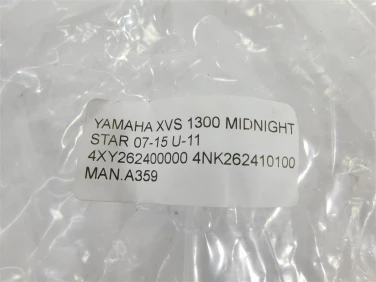 YAMAHA XVS 1300 MIDNIGHT
STAR 07-15 U-11
4XY262400000 4NK262410100
MAN.A359